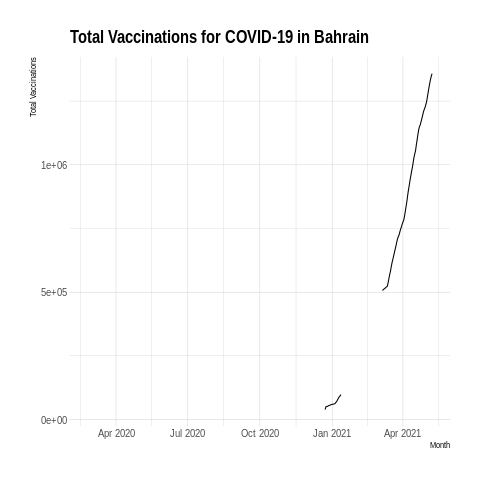 Total Vaccinations for COVID-19 in Bahrain
Total Vaccinations
1e+06
5e+05
0e+00
Apr 2020 Jul 2020 Oct 2020 Jan 2021 Apr 2021
Month